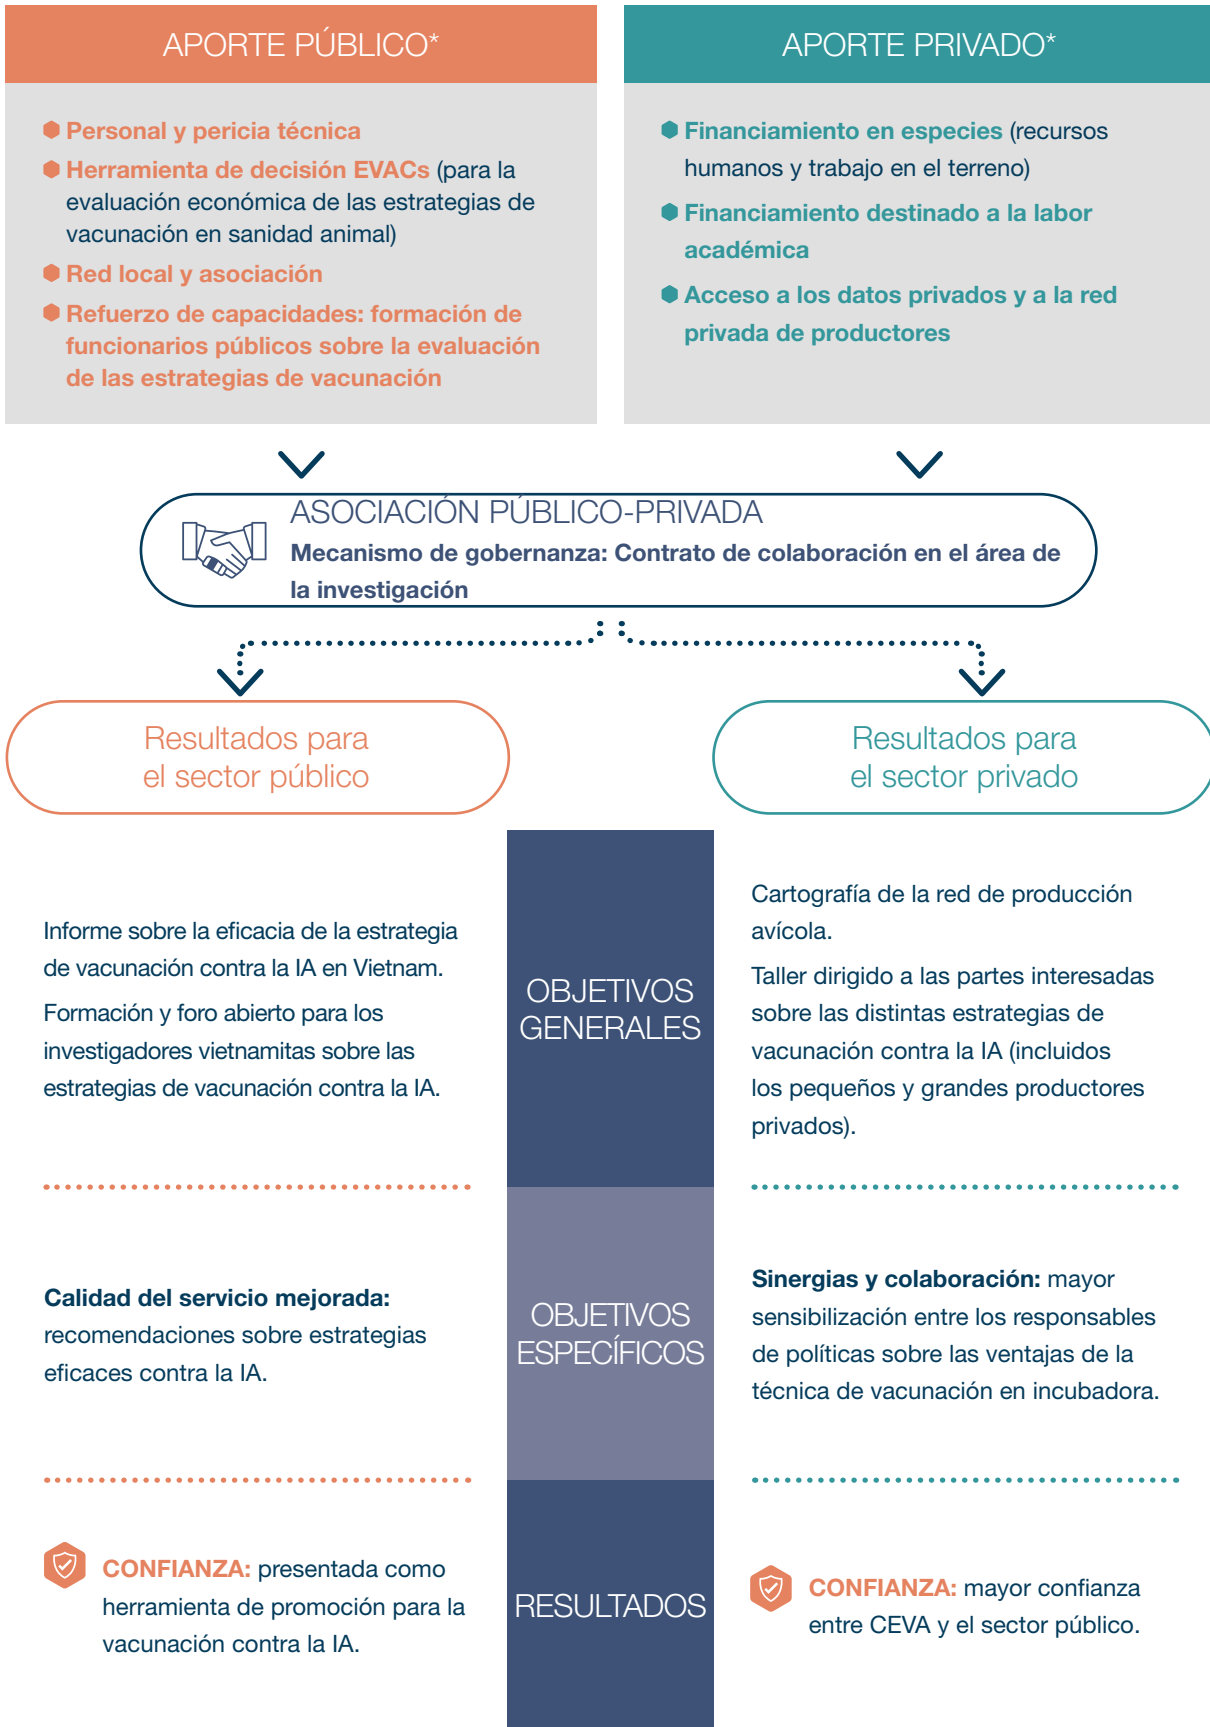 APORTE PÚBLICO*
Personal y pericia técnica
Herramienta de decisión EVACs (para la
evaluación económica de las estrategias de
vacunación en sanidad animal)
Red local y asociación
Refuerzo de capacidades: formación de
funcionarios públicos sobre la evaluación
de las estrategias de vacunación
APORTE PRIVADO*
Financiamiento en especies (recursos
humanos y trabajo en el terreno)
Financiamiento destinado a la labor
académica
Acceso a los datos privados y a la red
privada de productores
ASOCIACIÓN PÚBLICO-PRIVADA
Mecanismo de gobernanza: Contrato de colaboración en el área de
la investigación
Resultados para
el sector público
Resultados para
el sector privado
Informe sobre la eficacia de la estrategia
de vacunación contra la IA en Vietnam.
Formación y foro abierto para los
investigadores vietnamitas sobre las
estrategias de vacunación contra la IA.
OBJETIVOS
GENERALES
Cartografía de la red de producción
avícola.
Taller dirigido a las partes interesadas
sobre las distintas estrategias de
vacunación contra la IA (incluidos
los pequeños y grandes productores
privados).
Calidad del servicio mejorada:
recomendaciones sobre estrategias
eficaces contra la IA.
OBJETIVOS
ESPECÍFICOS
Sinergias y colaboración: mayor
sensibilización entre los responsables
de políticas sobre las ventajas de la
técnica de vacunación en incubadora.
CONFIANZA: presentada como
herramienta de promoción para la
vacunación contra la IA.
RESULTADOS
CONFIANZA: mayor confianza
entre CEVA y el sector público.